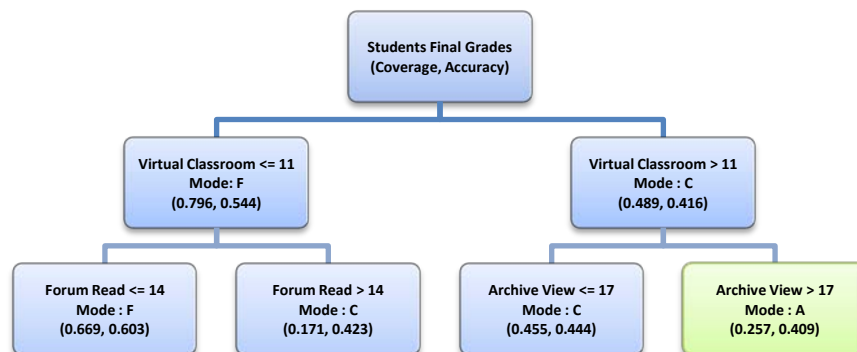 Students Final Grades
(Coverage, Accuracy)
Virtual Classroom <= 11
Mode: F
(0.796, 0.544)
Virtual Classroom > 11
Mode : C
(0.489, 0.416)
Forum Read <= 14
Mode : F
(0.669, 0.603)
Forum Read > 14
Mode : C
(0.171, 0.423)
Archive View <= 17
Mode : C
(0.455, 0.444)
Archive View > 17
Mode : A
(0.257, 0.409)